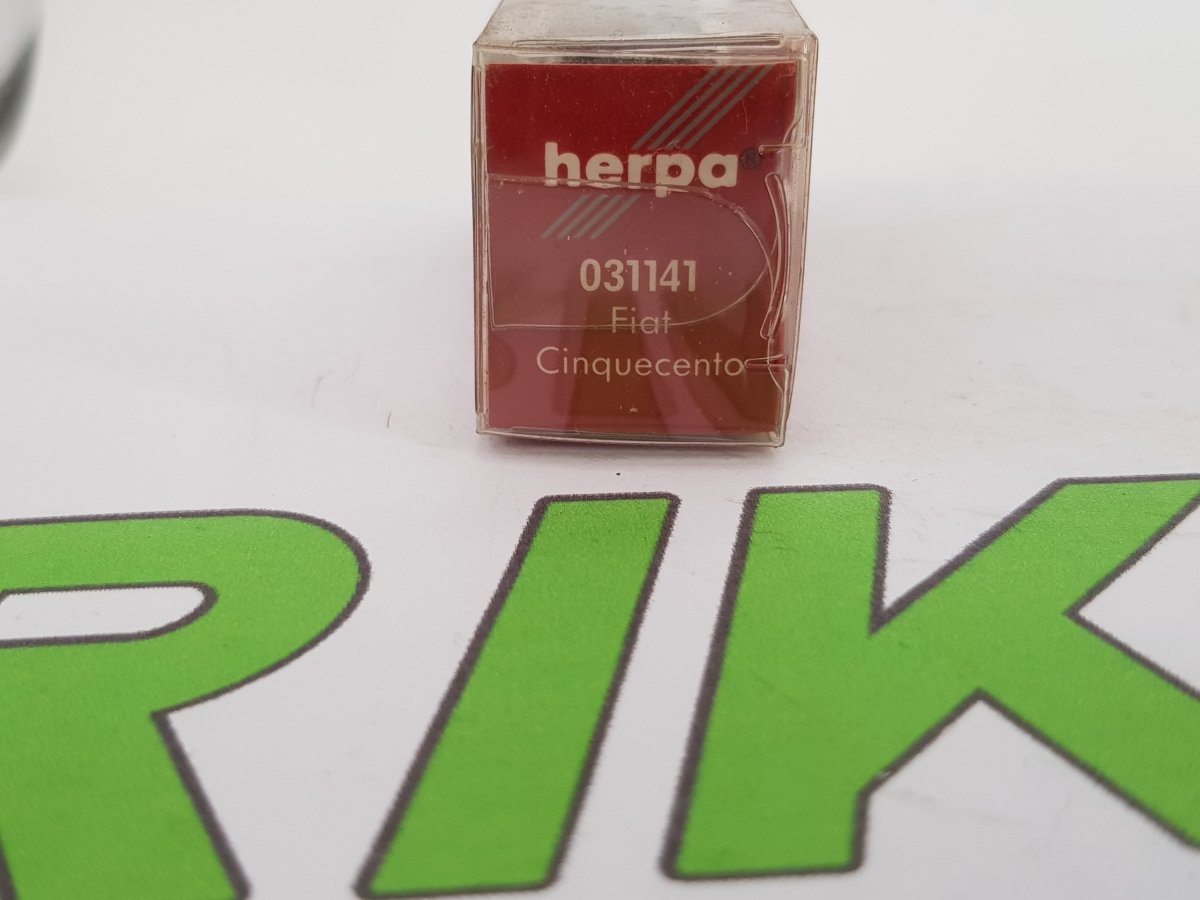 herpa®
031141
Fiat
Cinquecento
RIK